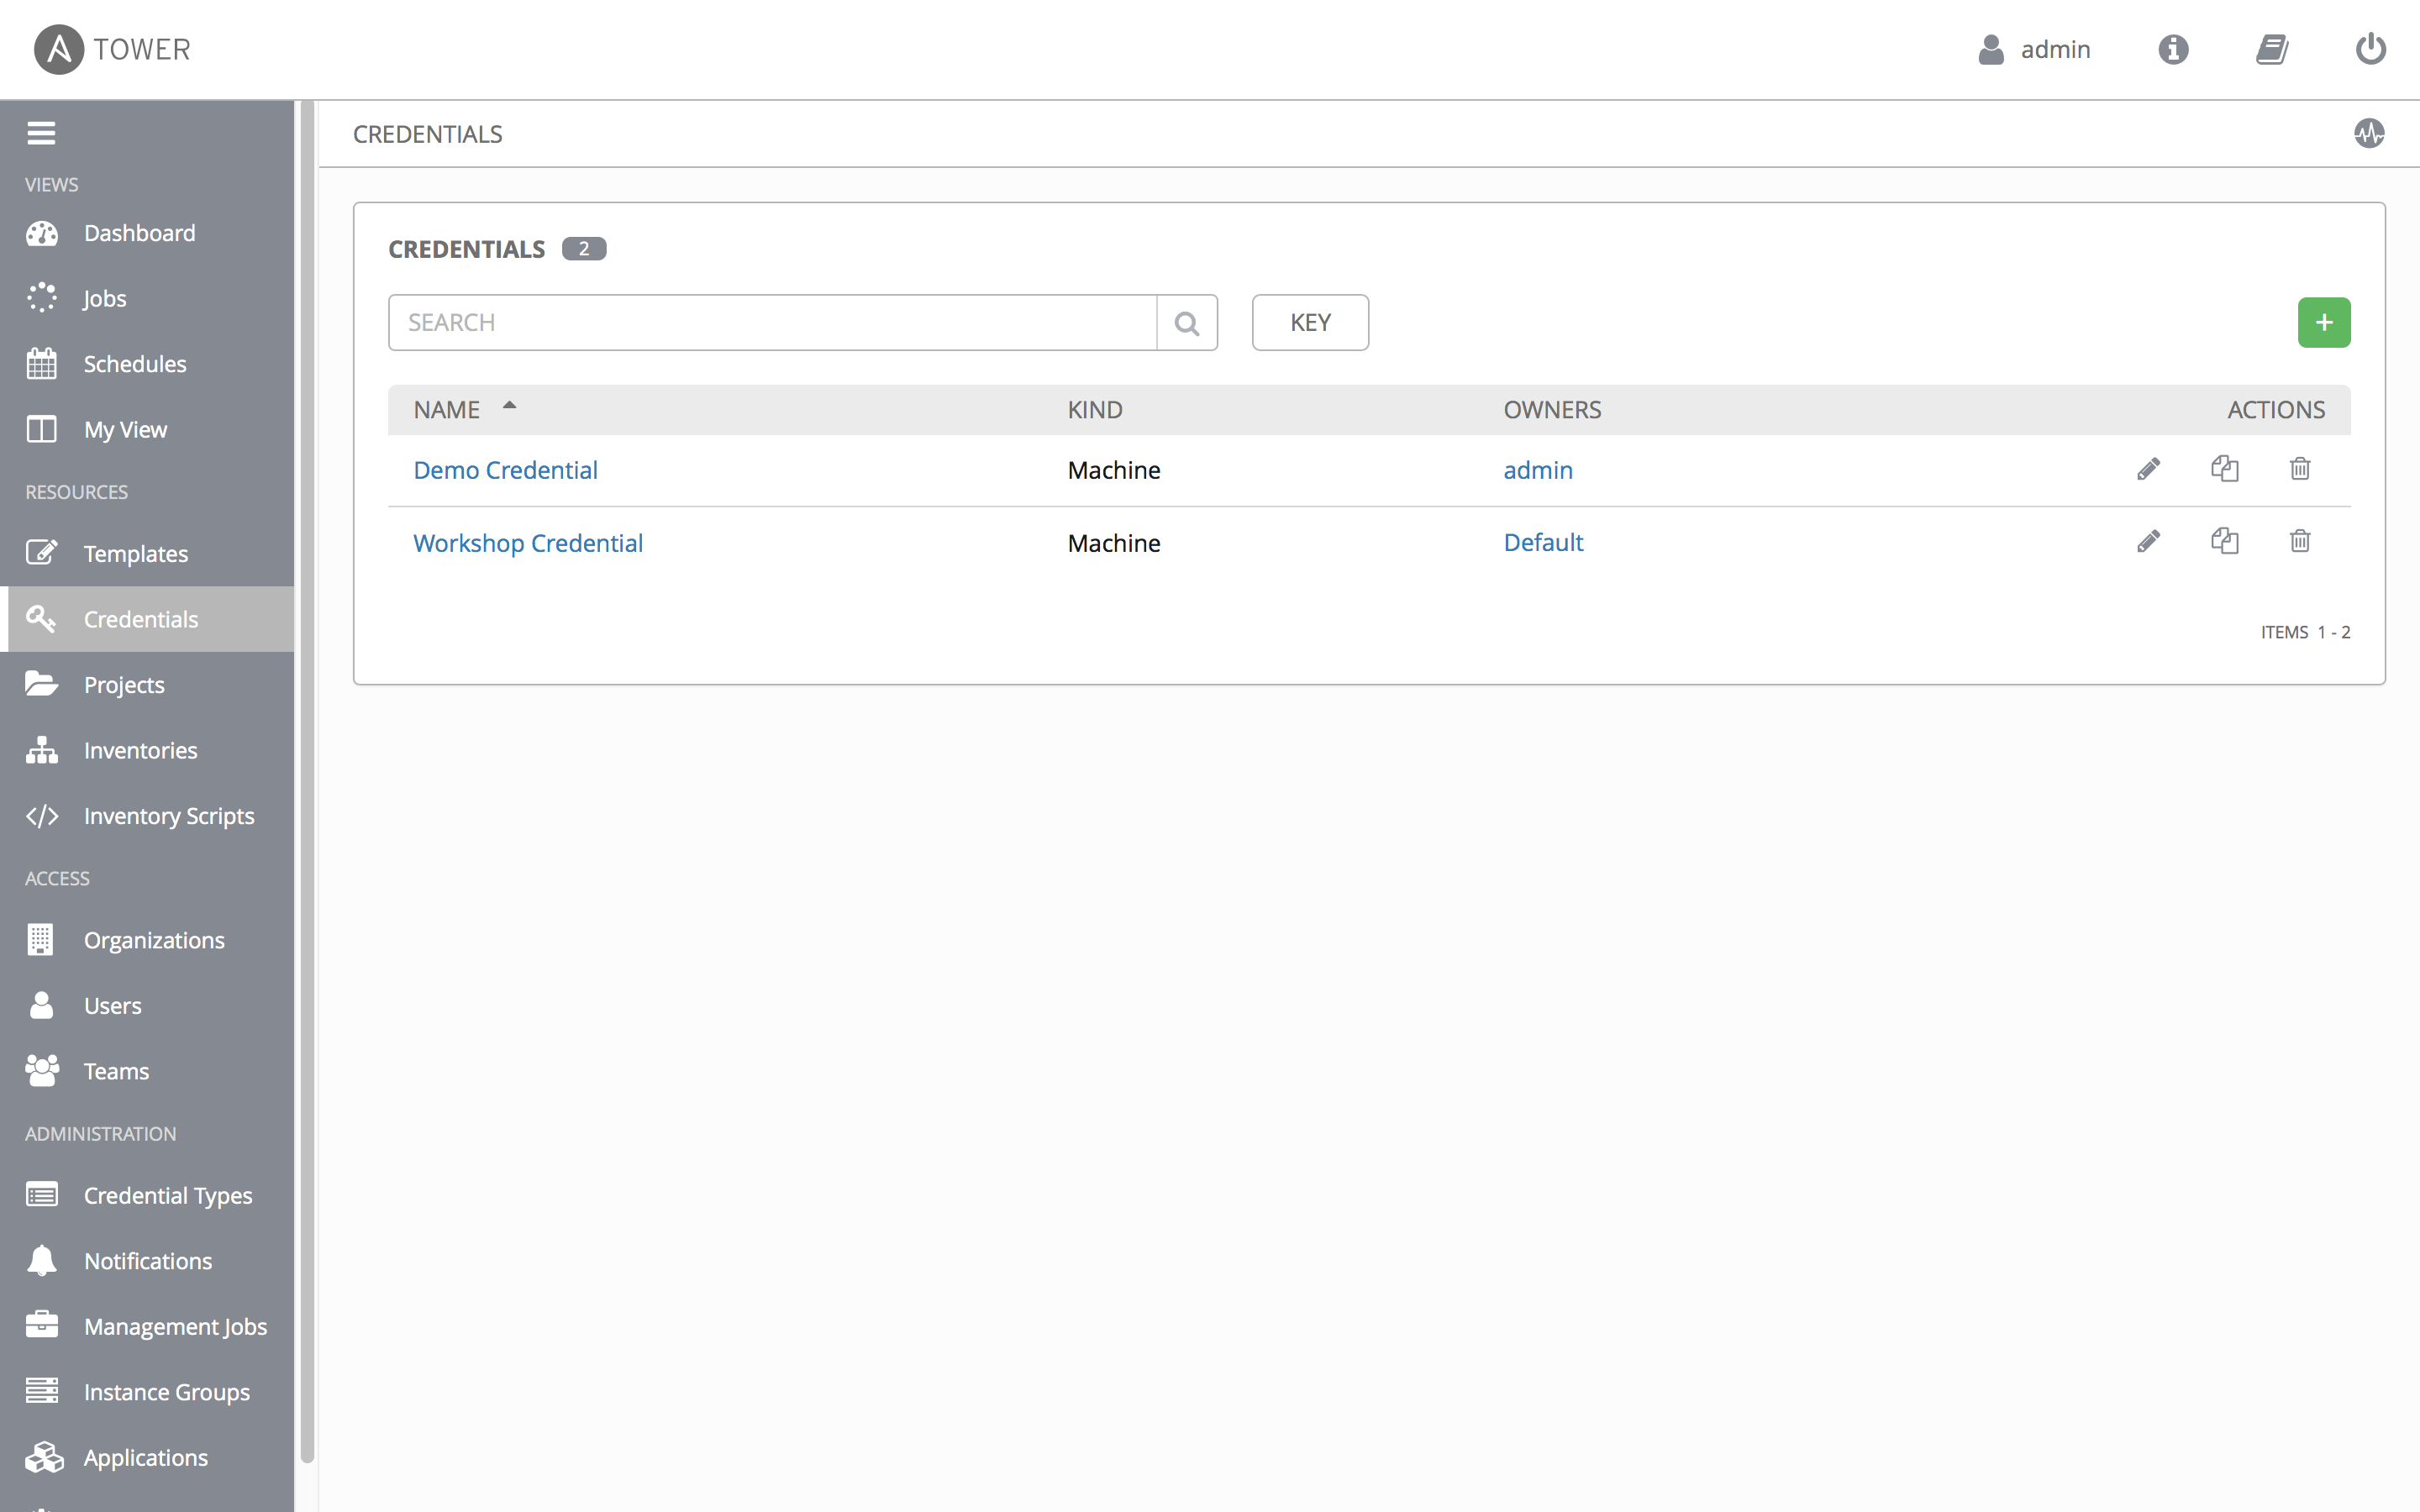 TOWER
admin
VIEWS
Dashboard
Jobs
Schedules
My View
RESOURCES
Templates
Credentials
Projects
Inventories
Inventory Scripts
ACCESS
Organizations
Users
Teams
ADMINISTRATION
Credential Types
Notifications
Management Jobs
Instance Groups
Applications
CREDENTIALS
CREDENTIALS 2
SEARCH
KEY
+
NAME KIND OWNERS ACTIONS
Demo Credential Machine admin
Workshop Credential Machine Default
ITEMS 1 - 2